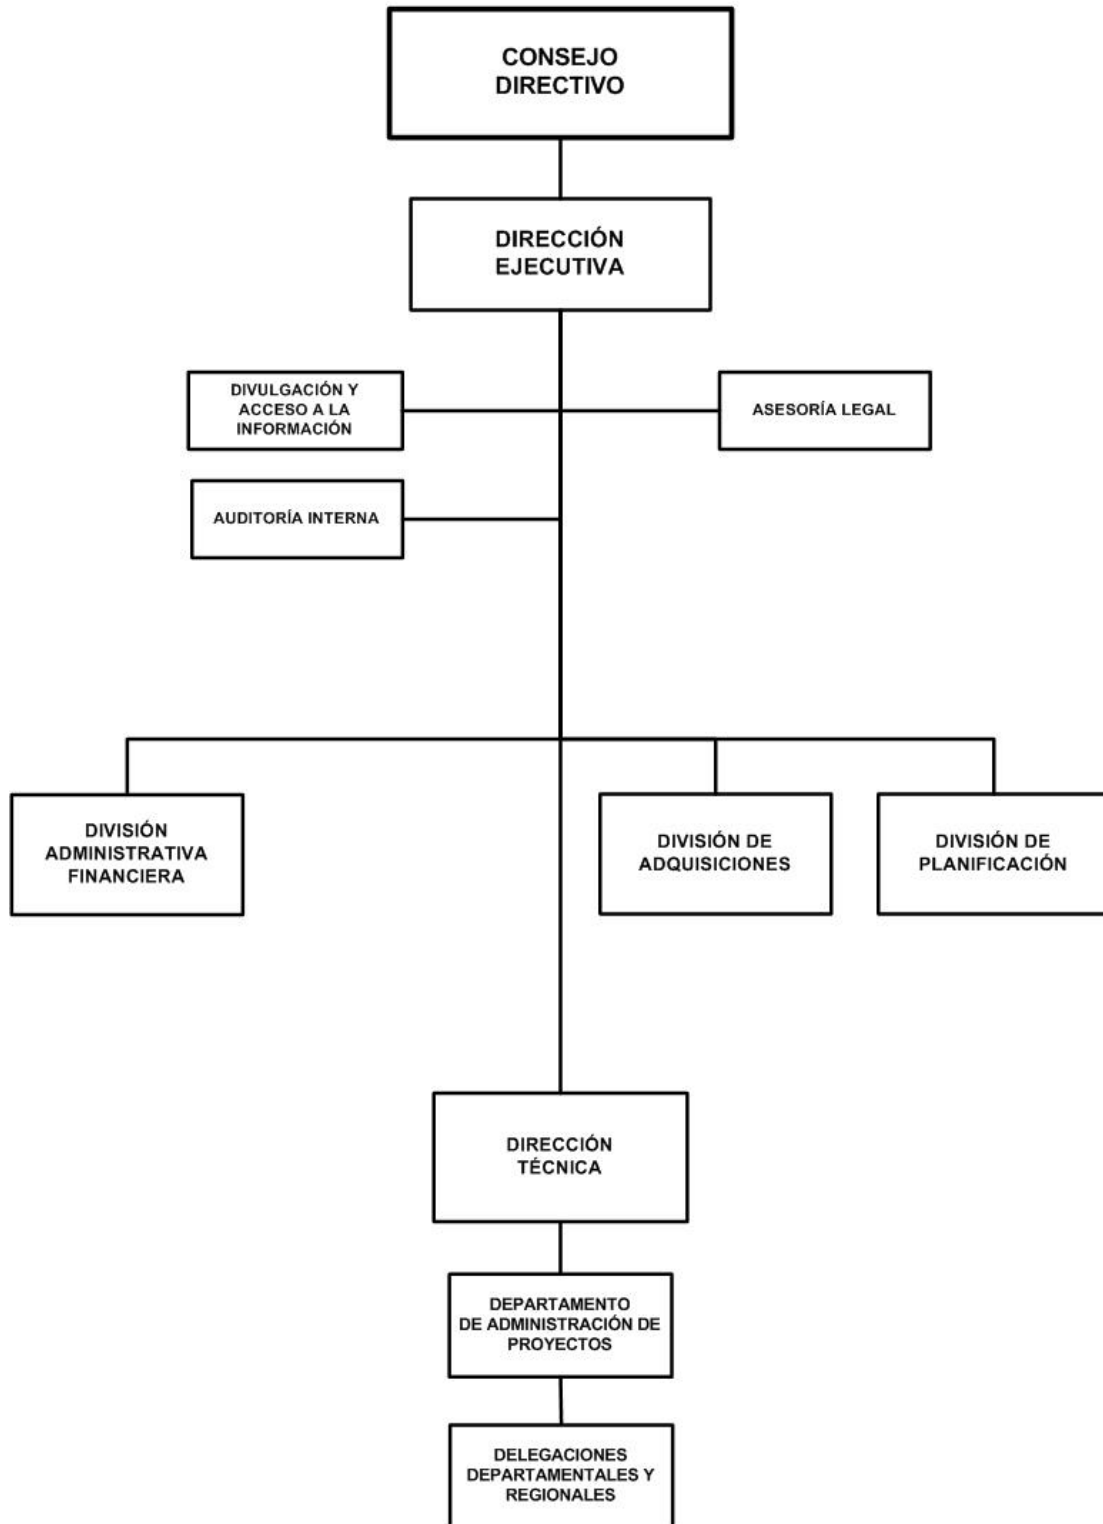 CONSEJO
DIRECTIVO
DIRECCIÓN
EJECUTIVA
DIVULGACIÓN Y
ACCESO A LA
INFORMACIÓN
ASESORÍA LEGAL
AUDITORÍA INTERNA
DIVISIÓN
ADMINISTRATIVA
FINANCIERA
DIVISIÓN DE
ADQUISICIONES
DIVISIÓN DE
PLANIFICACIÓN
DIRECCIÓN
TÉCNICA
DEPARTAMENTO
DE ADMINISTRACIÓN DE
PROYECTOS
DELEGACIONES
DEPARTAMENTALES Y
REGIONALES